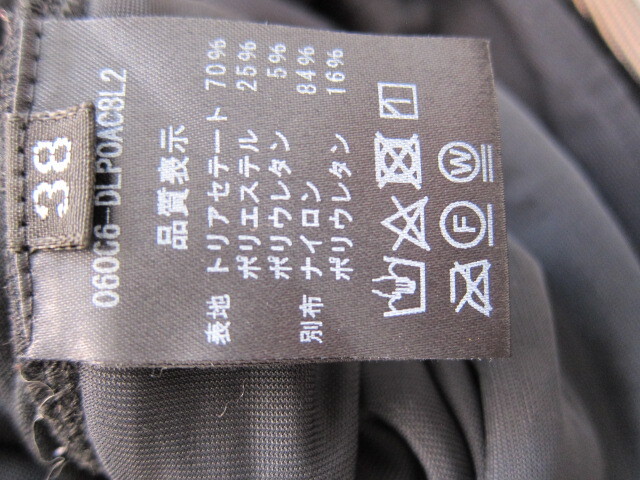 38
060G6-DLP0AC8L2
品質表示
表地 トリアセテート 70%
ポリエステル 25%
ポリウレタン 5%
別布 ナイロン 84%
ポリウレタン 16%
W
F